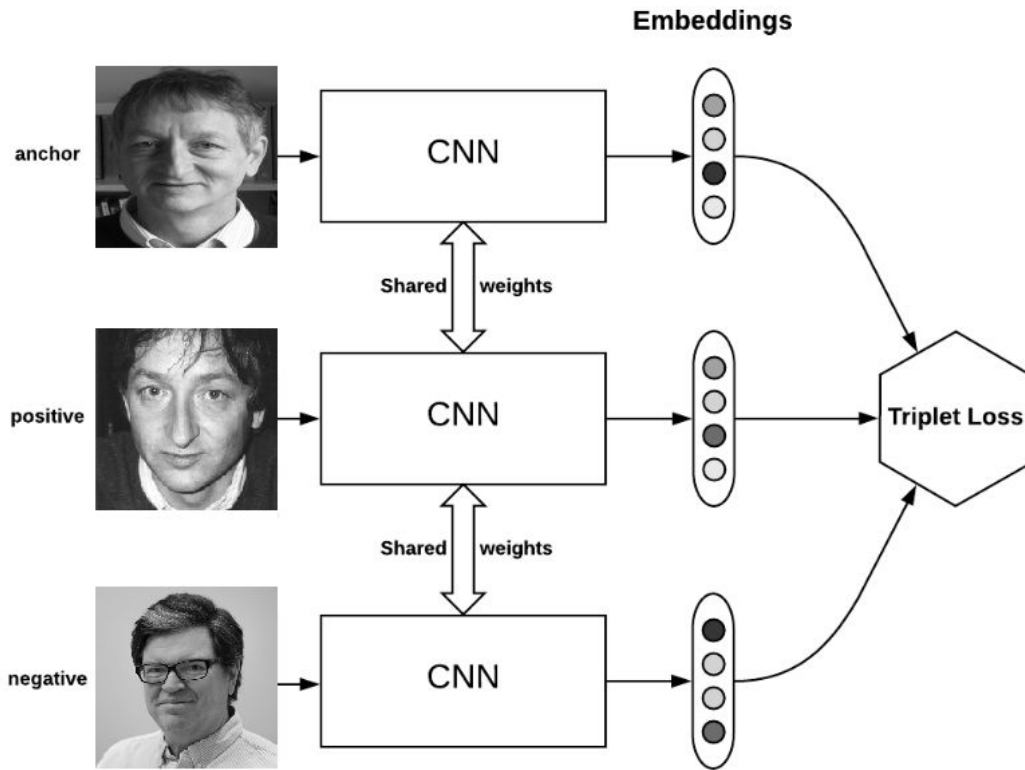 Embeddings
anchor
CNN
Shared weights
positive
CNN
Triplet Loss
Shared weights
negative
CNN